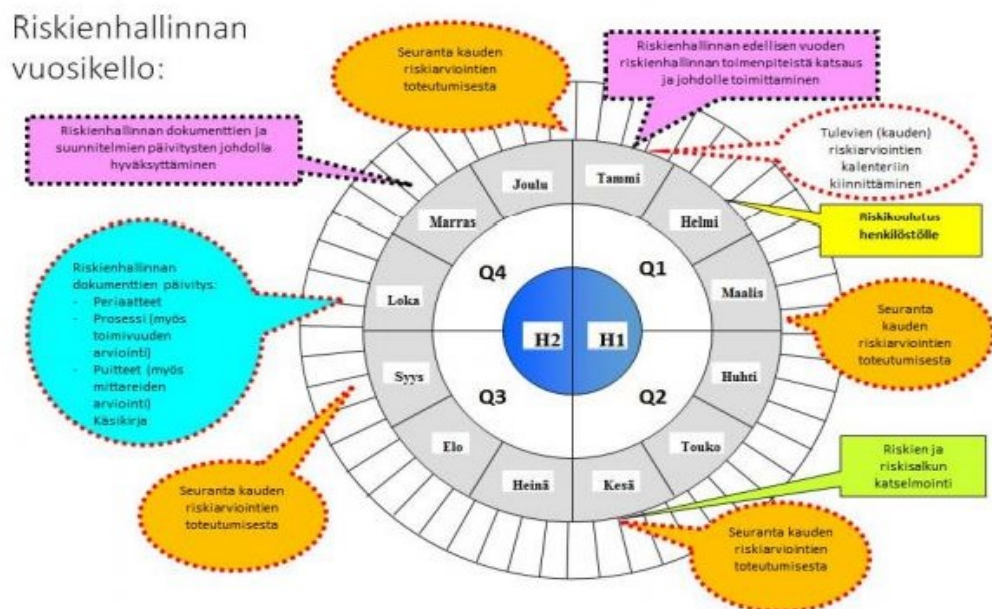 Riskienhallinnan
vuosikello:
Seuranta kauden
riskiarviointien
toteutumisesta
Riskienhallinnan edellisen vuoden
riskienhallinnan toimenpiteistä katsaus
ja johdolle toimittaminen
Riskienhallinnan dokumenttien ja
suunnitelmien päivitysten johdolla
hyväksyttäminen
Tulevien (kauden)
riskiarviointien
kalenteriin
kiinnittäminen
Riskikoulutus
henkilöstölle
Joulu
Tammi
Marras
Helmi
Q4
Q1
Loka
Maalis
H2
H1
Syys
Huhti
Q3
Q2
Elo
Touko
Heinä
Kesä
Riskienhallinnan
dokumenttien päivitys:
- Periaatteet
- Prosessi (myös
toimivuuden
arviointi)
- Puitteet (myös
mittareiden
arviointi)
- Käsikirja
Seuranta
kauden
riskiarviointien
toteutumisesta
Riskien ja
riskisalkun
katselmointi
Seuranta kauden
riskiarviointien
toteutumisesta
Seuranta kauden
riskiarviointien
toteutumisesta